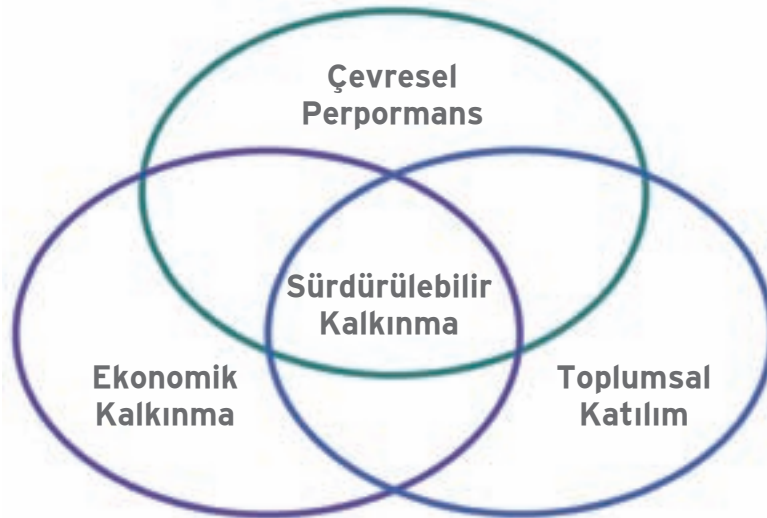 Çevresel
Perpormans
Sürdürülebilir
Kalkınma
Ekonomik
Kalkınma
Toplumsal
Katılım